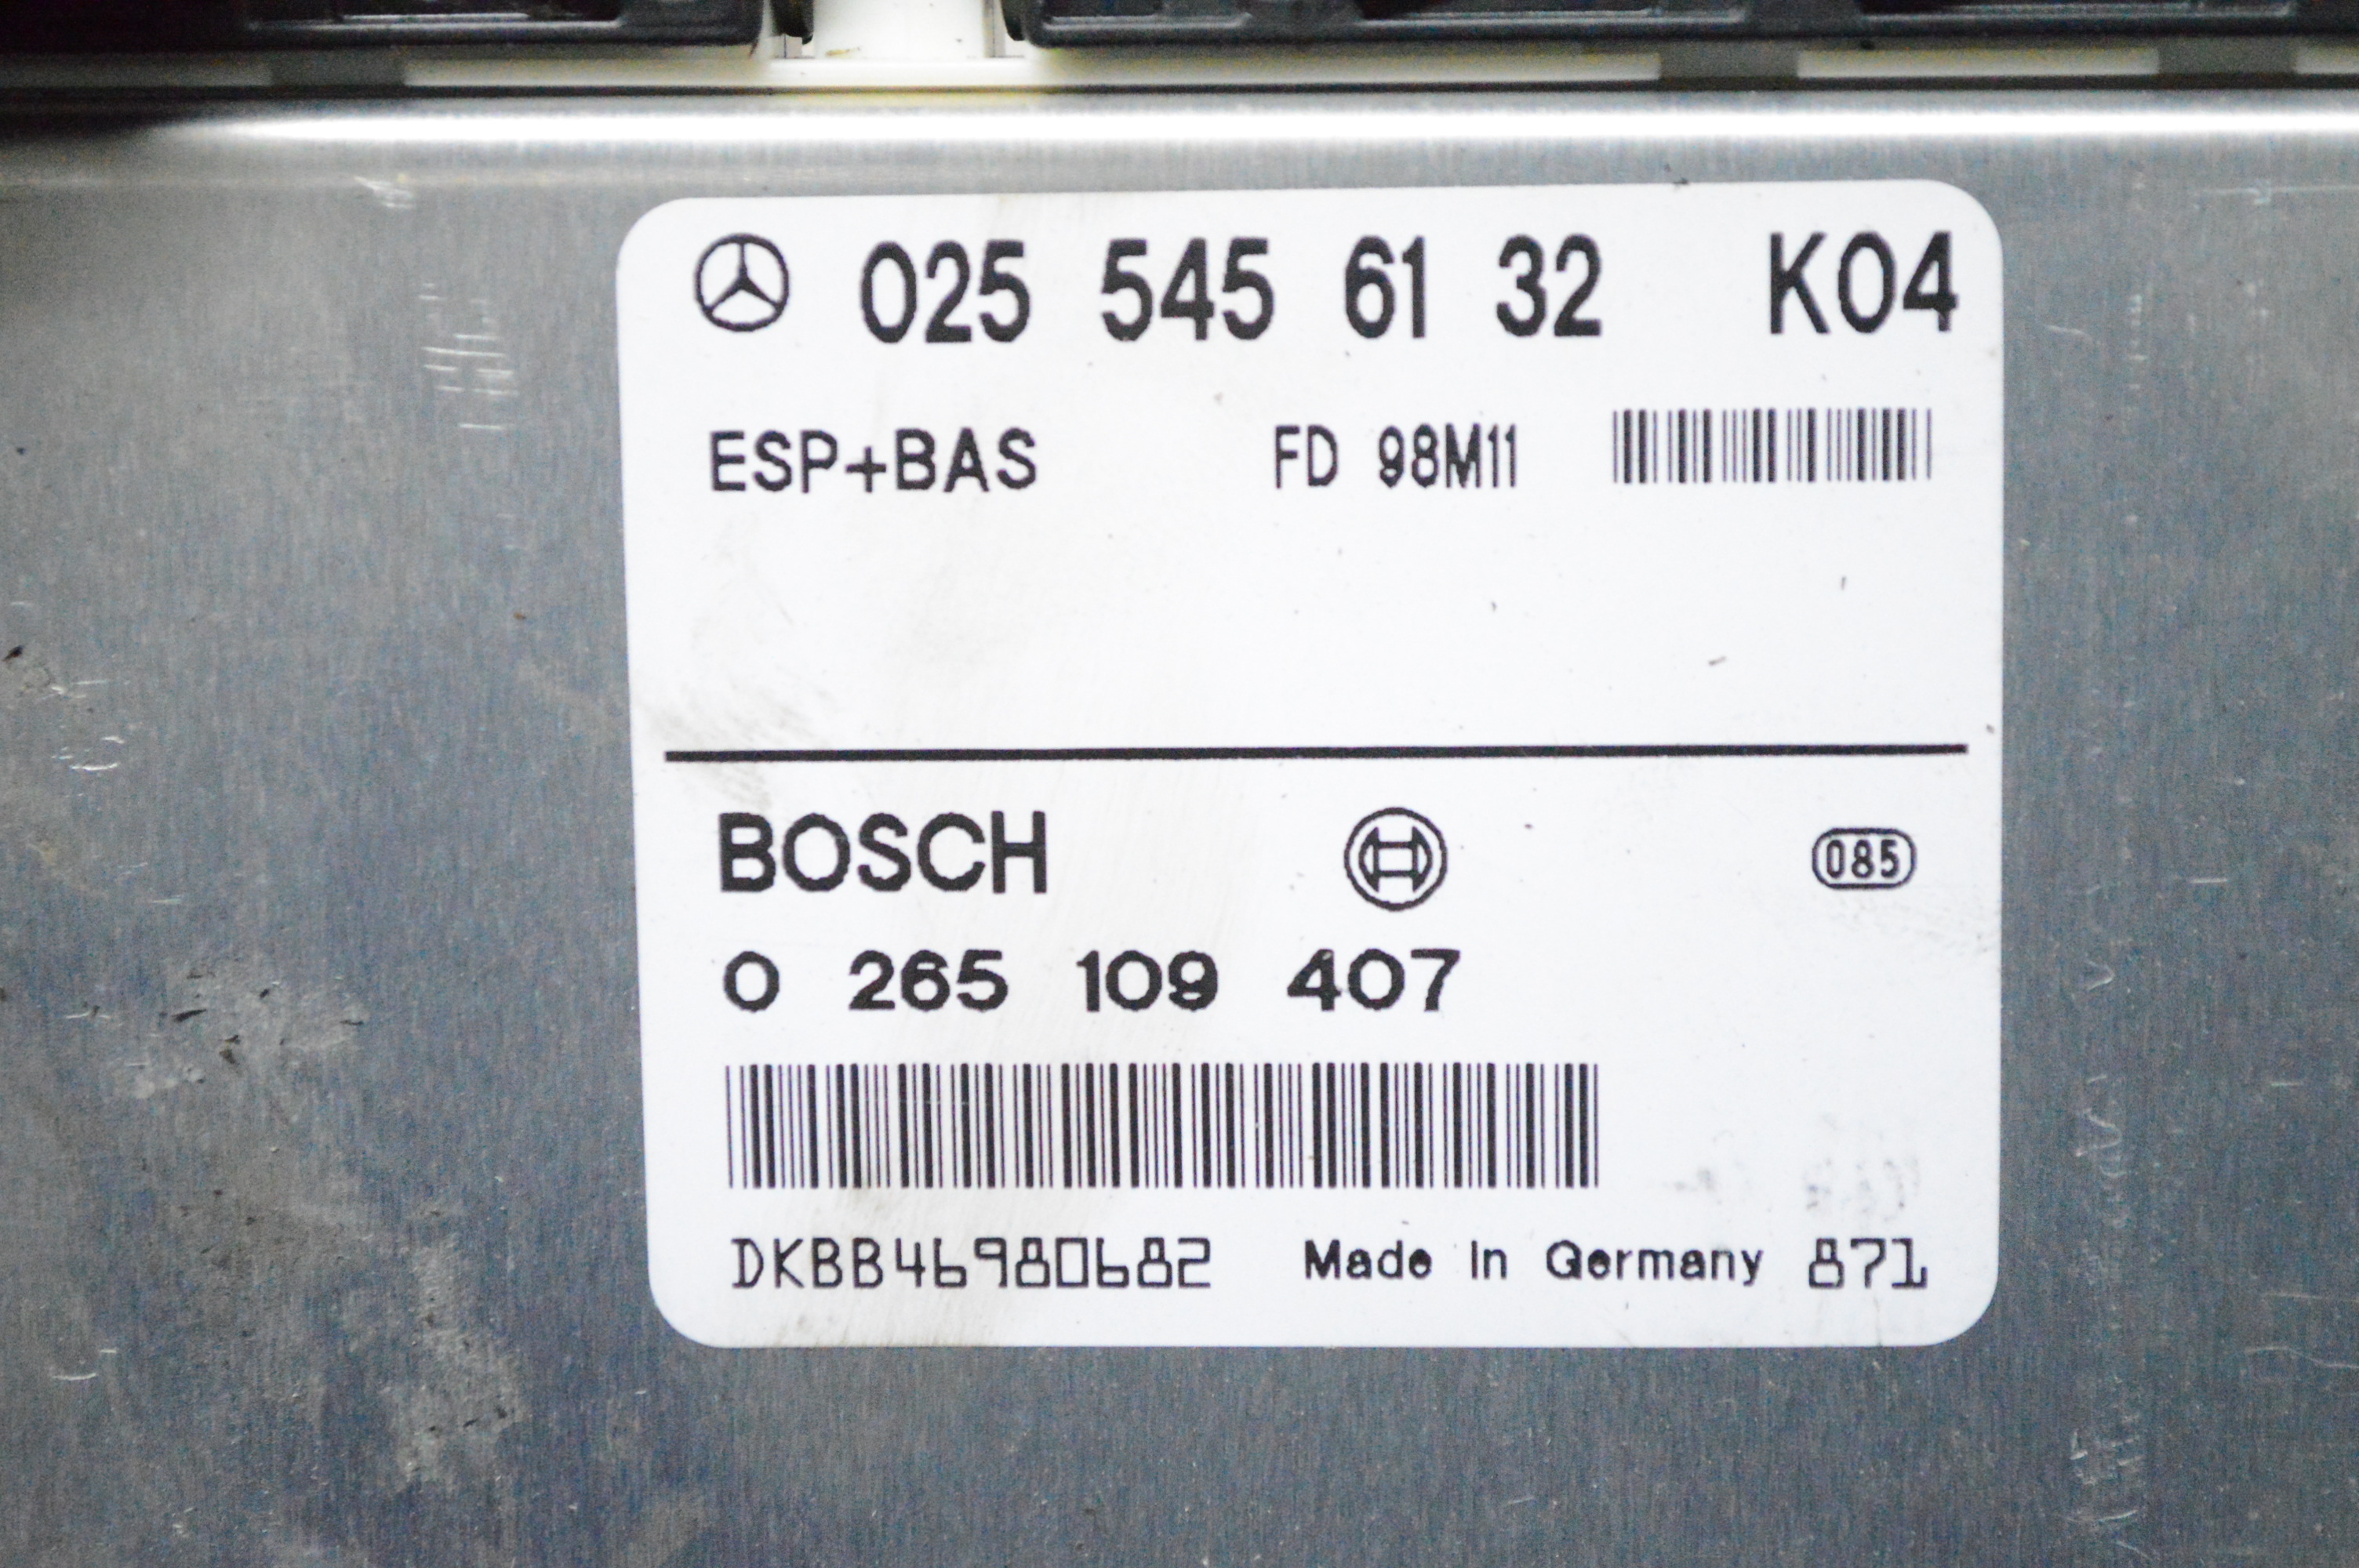 025 545 61 32 K04
ESP+BAS FD 98M11
BOSCH 085
0 265 109 407
DKBB46980682 Made In Germany 871